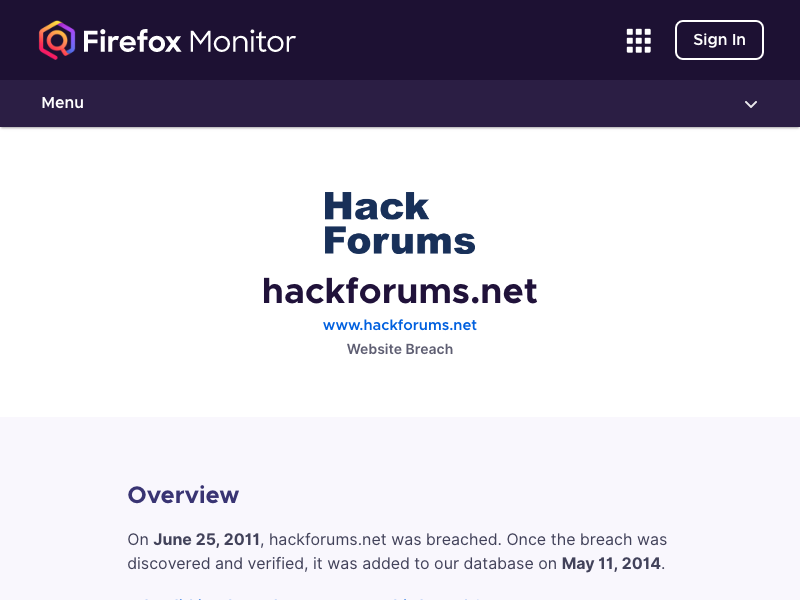 Firefox Monitor
Sign In
Menu
Hack
Forums
hackforums.net
www.hackforums.net
Website Breach
Overview
On June 25, 2011, hackforums.net was breached. Once the breach was
discovered and verified, it was added to our database on May 11, 2014.